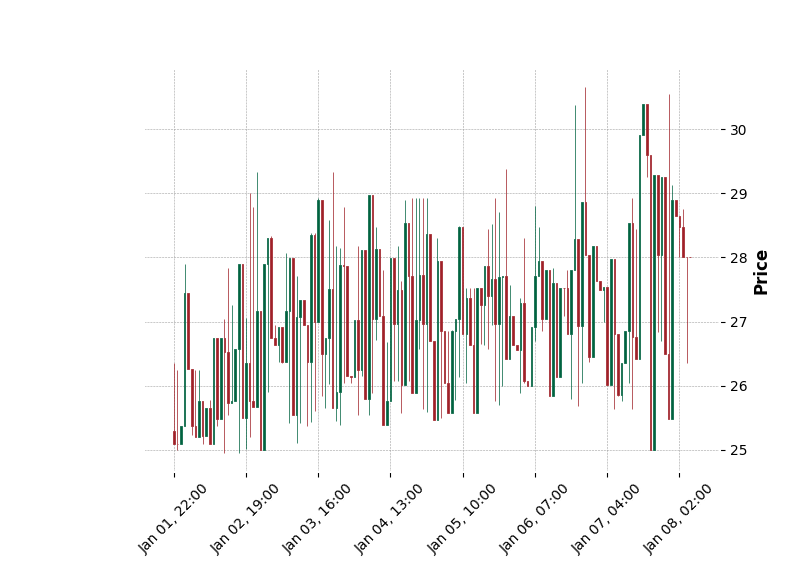 30
29
28
27
26
25
Price
Jan 01, 22:00
Jan 02, 19:00
Jan 03, 16:00
Jan 04, 13:00
Jan 05, 10:00
Jan 06, 07:00
Jan 07, 04:00
Jan 08, 02:00